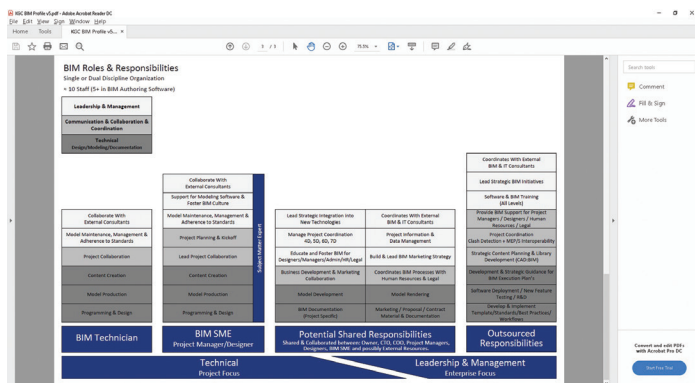 KGC BIM Profile v5.pdf - Adobe Acrobat Reader DC
File Edit View Sign Window Help
Home Tools KGC BIM Profile v5... ×
Search tools
Comment
Fill & Sign
More Tools
BIM Roles & Responsibilities
Single or Dual Discipline Organization
≈ 10 Staff (5+ in BIM Authoring Software)
Leadership & Management
Communication & Collaboration &
Coordination
Technical
Design/Modeling/Documentation
Collaborate With
External Consultants
Model Maintenance, Management &
Adherence to Standards
Project Collaboration
Content Creation
Model Production
Programming & Design
BIM Technician
Collaborate With
External Consultants
Support for Modeling Software &
Foster BIM Culture
Model Maintenance, Management &
Adherence to Standards
Project Planning & Kickoff
Lead Project Collaboration
Content Creation
Model Production
Programming & Design
Subject Matter Expert
BIM SME
Project Manager/Designer
Lead Strategic Integration into
New Technologies
Manage Project Coordination
4D, 5D, 6D, 7D
Educate and Foster BIM for
Designers/Managers/Admin/HR/Legal
Business Development & Marketing
Collaboration
Model Development
BIM Documentation
(Project Specific)
Coordinates With External
BIM & IT Consultants
Project Information &
Data Management
Build & Lead BIM Marketing Strategy
Coordinates BIM Processes With
Human Resources & Legal
Model Rendering
Marketing / Proposal / Contract
Material & Documentation
Potential Shared Responsibilities
Shared & Collaborated between: Owner, CTO, COO, Project Managers,
Designers, BIM SME and possibly External Resources.
Coordinates With External
BIM & IT Consultants
Lead Strategic BIM Initiatives
Software & BIM Training
(All Levels)
Provide BIM Support for Project
Managers / Designers / Human
Resources / Legal
Project Coordination
Clash Detection + MEP/S Interoperability
Strategic Content Planning & Library
Development (CAD/BIM)
Development & Strategic Guidance for
BIM Execution Plan's
Software Deployment / New Feature
Testing / R&D
Develop & Implement
Template/Standards/Best Practices/
Workflows
Outsourced
Responsibilities
Technical
Project Focus
Leadership & Management
Enterprise Focus
Convert and edit PDFs
with Acrobat Pro DC
Start Free Trial